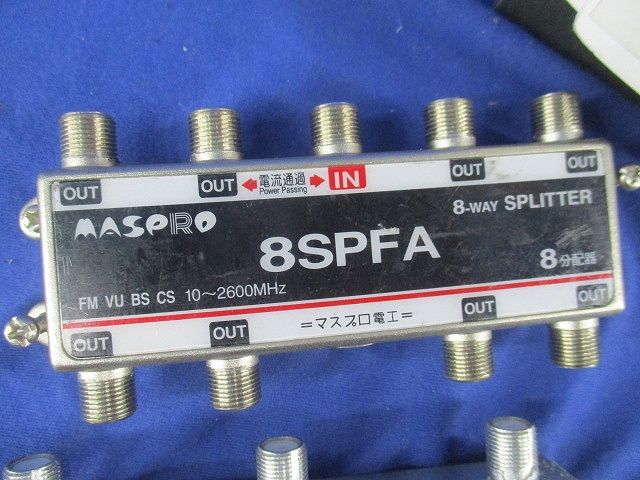 OUT OUT 電流通過 IN OUT OUT
Power Passing
MASPRO 8-WAY SPLITTER
8SPFA
8分配器
FM VU BS CS 10～2600MHz
OUT OUT =マスプロ電工= OUT OUT